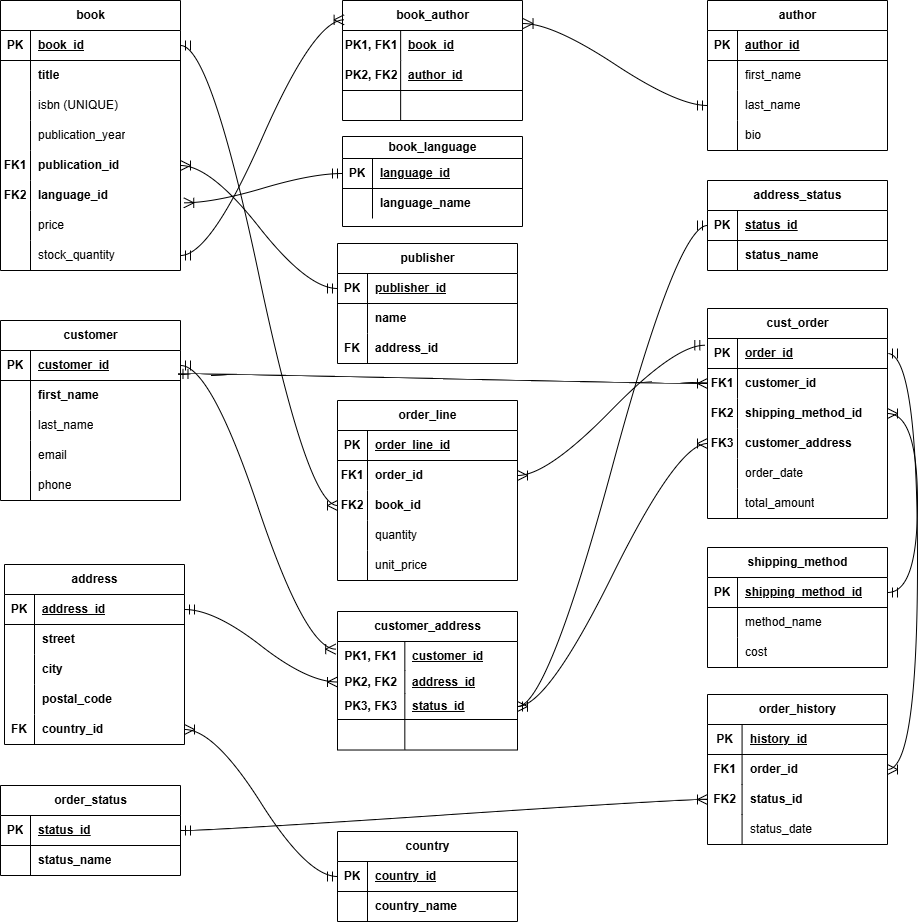 book
PK book_id
title
isbn (UNIQUE)
publication_year
FK1 publication_id
FK2 language_id
price
stock_quantity
book_author
PK1, FK1 book_id
PK2, FK2 author_id
author
PK author_id
first_name
last_name
bio
book_language
PK language_id
language_name
address_status
PK status_id
status_name
publisher
PK publisher_id
name
FK address_id
customer
PK customer_id
first_name
last_name
email
phone
cust_order
PK order_id
FK1 customer_id
FK2 shipping_method_id
FK3 customer_address
order_date
total_amount
order_line
PK order_line_id
FK1 order_id
FK2 book_id
quantity
unit_price
address
PK address_id
street
city
postal_code
FK country_id
customer_address
PK1, FK1 customer_id
PK2, FK2 address_id
PK3, FK3 status_id
shipping_method
PK shipping_method_id
method_name
cost
order_history
PK history_id
FK1 order_id
FK2 status_id
status_date
order_status
PK status_id
status_name
country
PK country_id
country_name